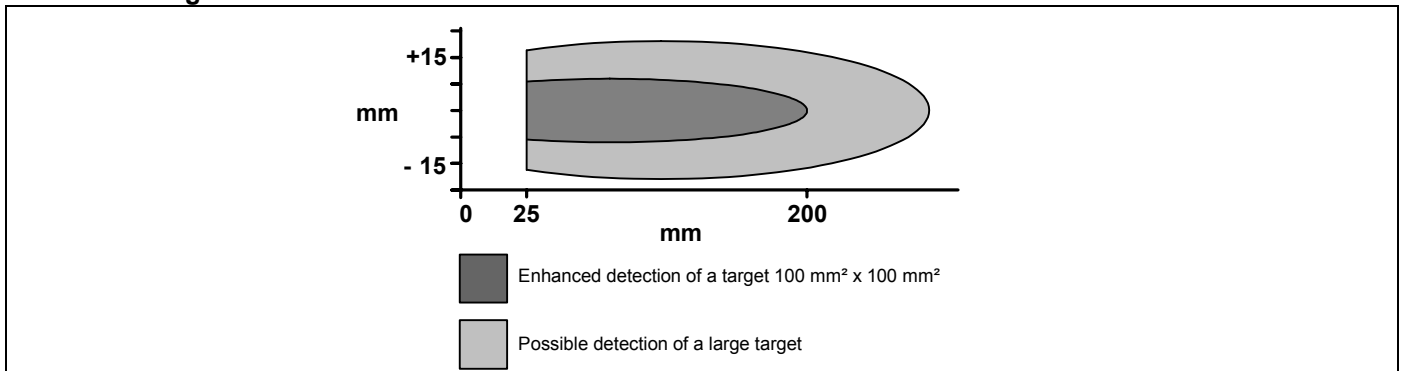 +15
mm
- 15
0 25 200
mm
Enhanced detection of a target 100 mm² x 100 mm²
Possible detection of a large target